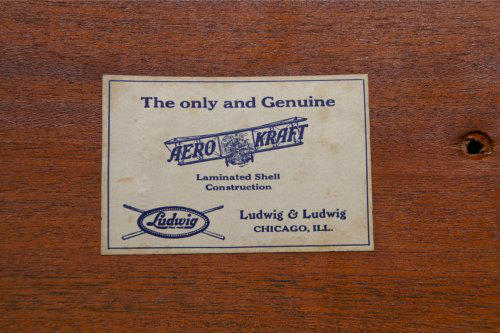 The only and Genuine
AERO KRAFT
Laminated Shell
Construction
Ludwig
Ludwig & Ludwig
CHICAGO, ILL.